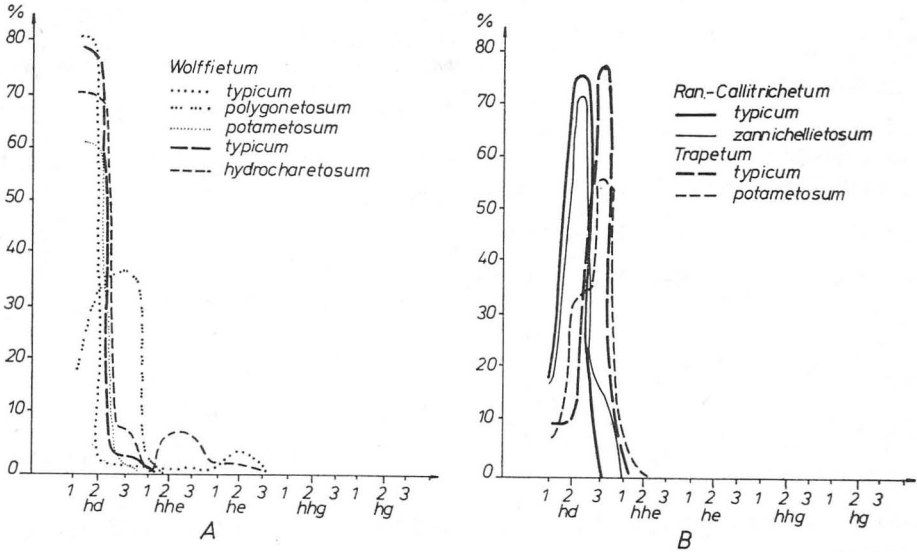 %
80
70
60
50
40
30
20
10
0
Wolffietum
typicum
polygonetosum
potametosum
typicum
hydrocharetosum
1 2 3 1 2 3 1 2 3 1 2 3 1 2 3
hd hhe he hhg hg
A
%
80
70
60
50
40
30
20
10
0
Ran.-Callitrichetum
typicum
zannichellietosum
Trapetum
typicum
potametosum
1 2 3 1 2 3 1 2 3 1 2 3 1 2 3
hd hhe he hhg hg
B